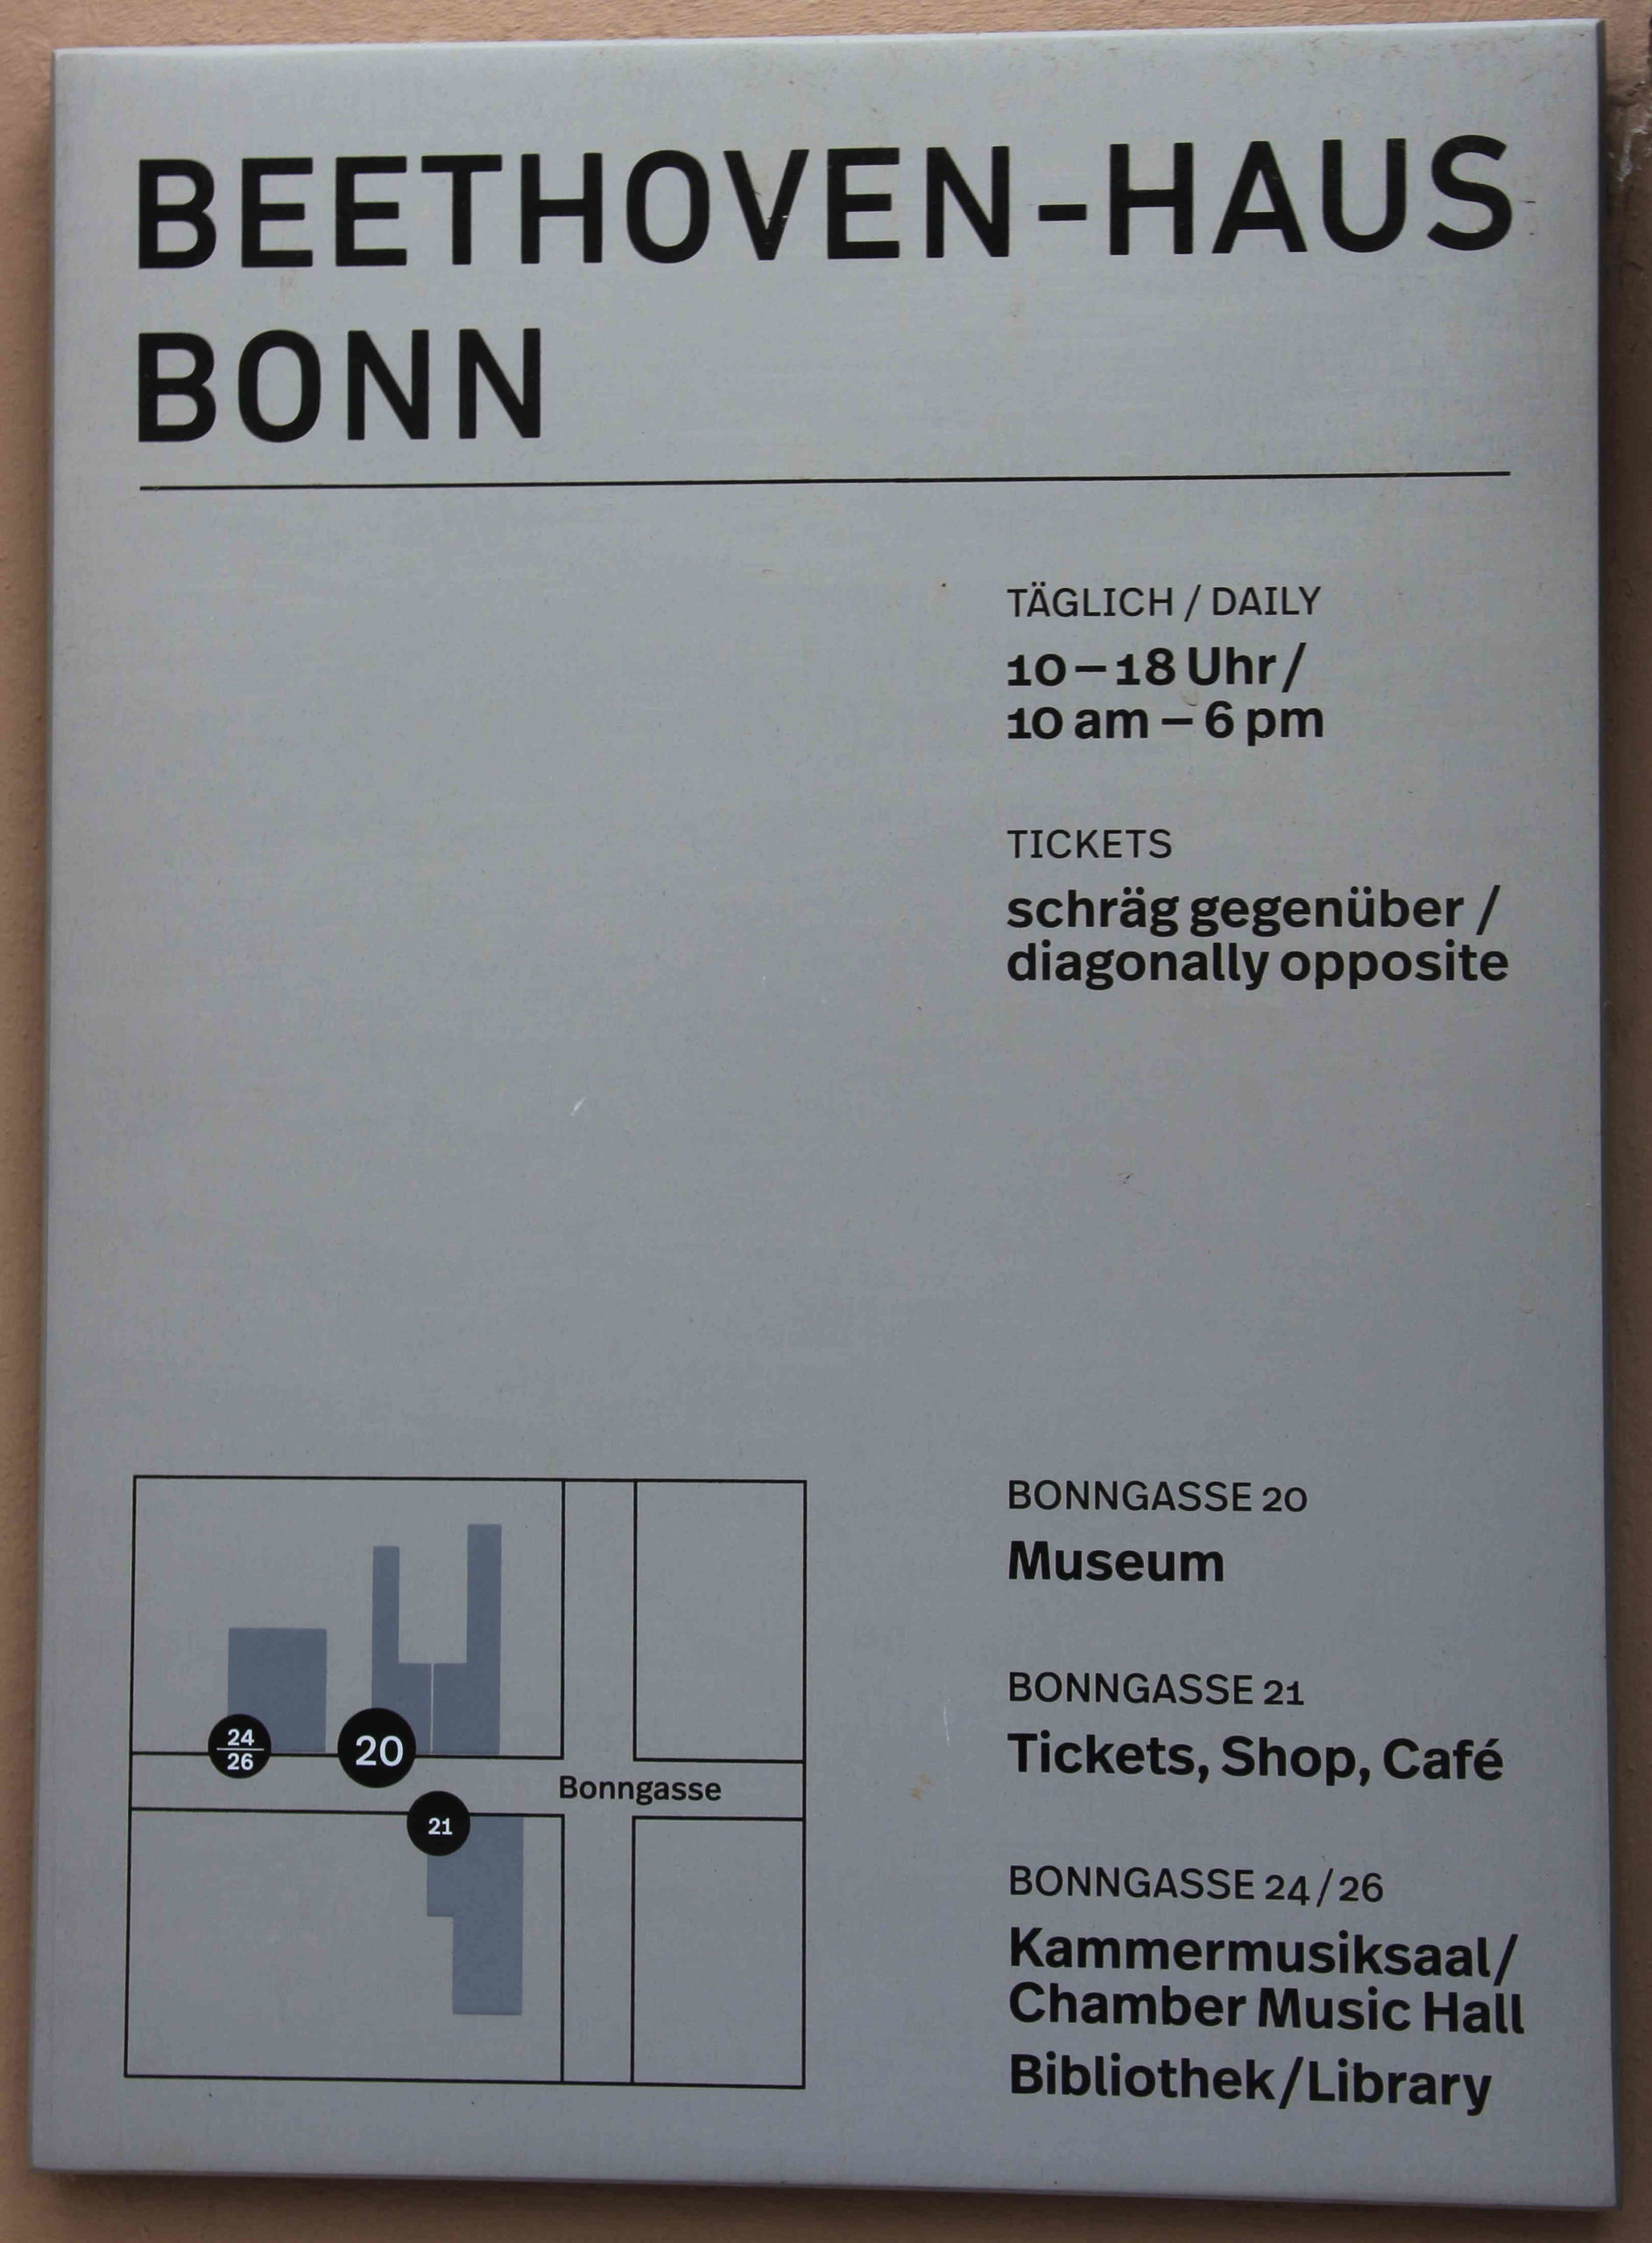 BEETHOVEN-HAUS
BONN
TÄGLICH / DAILY
10 – 18 Uhr /
10 am – 6 pm
TICKETS
schräg gegenüber /
diagonally opposite
24
26
20
Bonngasse
21
BONNGASSE 20
Museum
BONNGASSE 21
Tickets, Shop, Café
BONNGASSE 24/26
Kammermusiksaal/
Chamber Music Hall
Bibliothek/Library